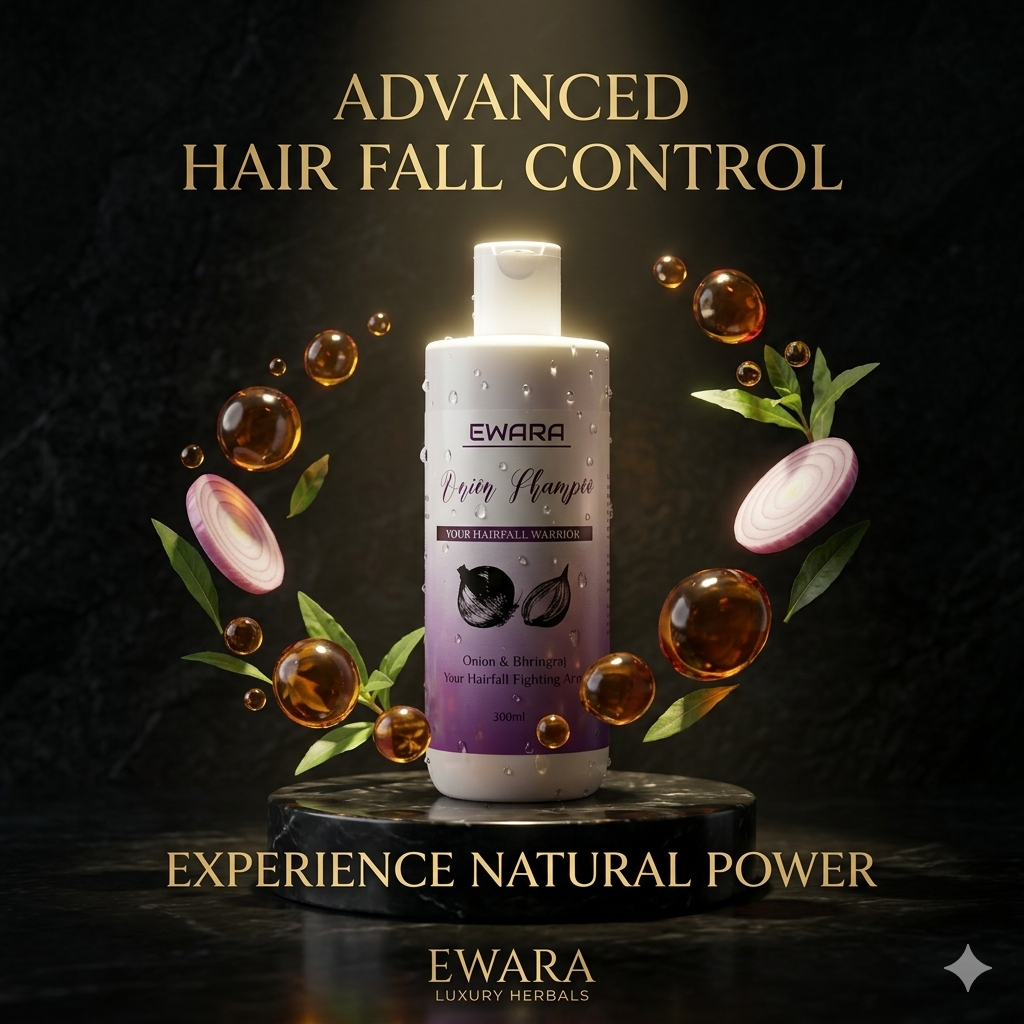 ADVANCED
HAIR FALL CONTROL
EWARA
Onion Shampoo
YOUR HAIRFALL WARRIOR
Onion & Bhringraj
Your Hairfall Fighting
300ml
EXPERIENCE NATURAL POWER
EWARA
LUXURY HERBALS